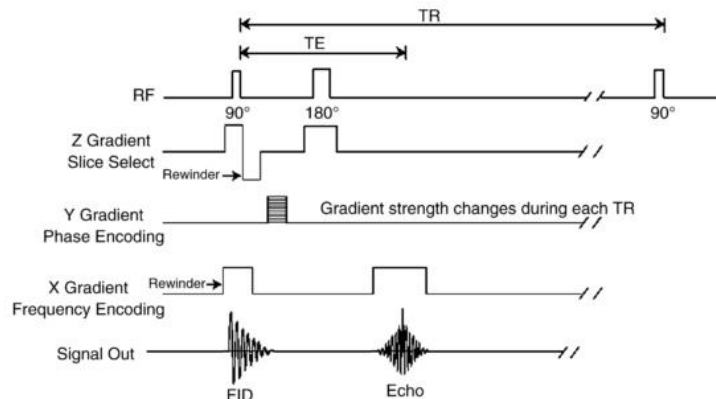 TR
TE
RF
90°
180°
90°
Z Gradient
Slice Select
Rewinder
Y Gradient
Phase Encoding
Gradient strength changes during each TR
X Gradient
Frequency Encoding
Rewinder
Signal Out
FID
Echo